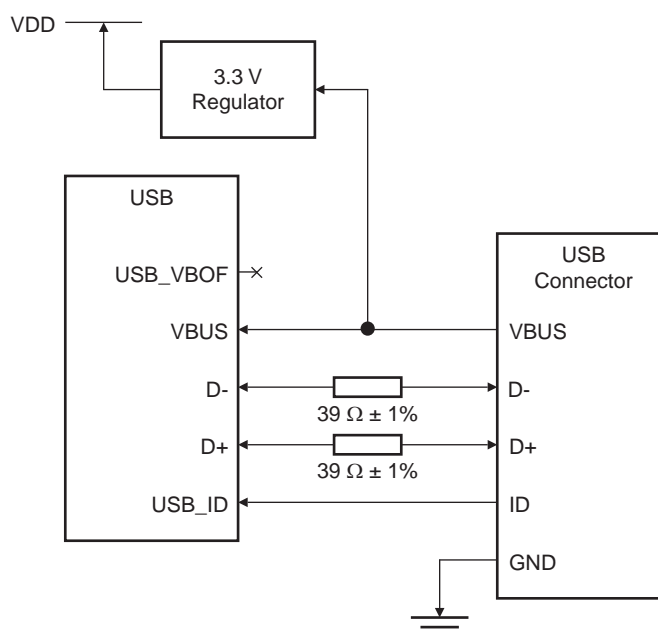 VDD
3.3 V
Regulator
USB
USB_VBOF
VBUS
D-
D+
USB_ID
39 Ω ± 1%
39 Ω ± 1%
USB
Connector
VBUS
D-
D+
ID
GND